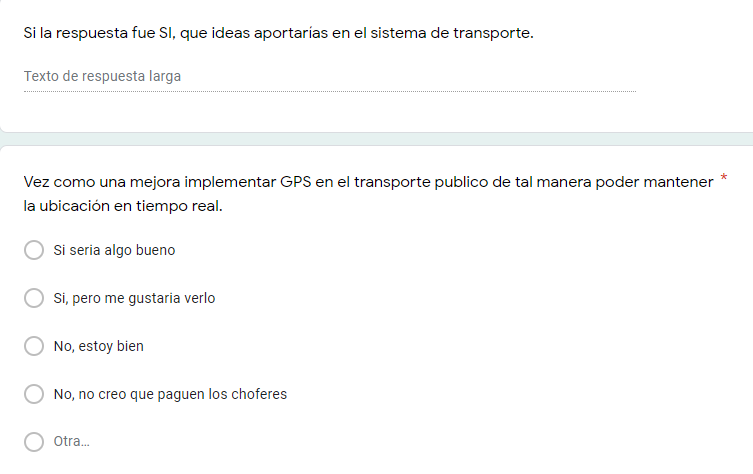 Si la respuesta fue SI, que ideas aportarías en el sistema de transporte.
Texto de respuesta larga
Vez como una mejora implementar GPS en el transporte publico de tal manera poder mantener *
la ubicación en tiempo real.
Si seria algo bueno
Si, pero me gustaria verlo
No, estoy bien
No, no creo que paguen los choferes
Otra...